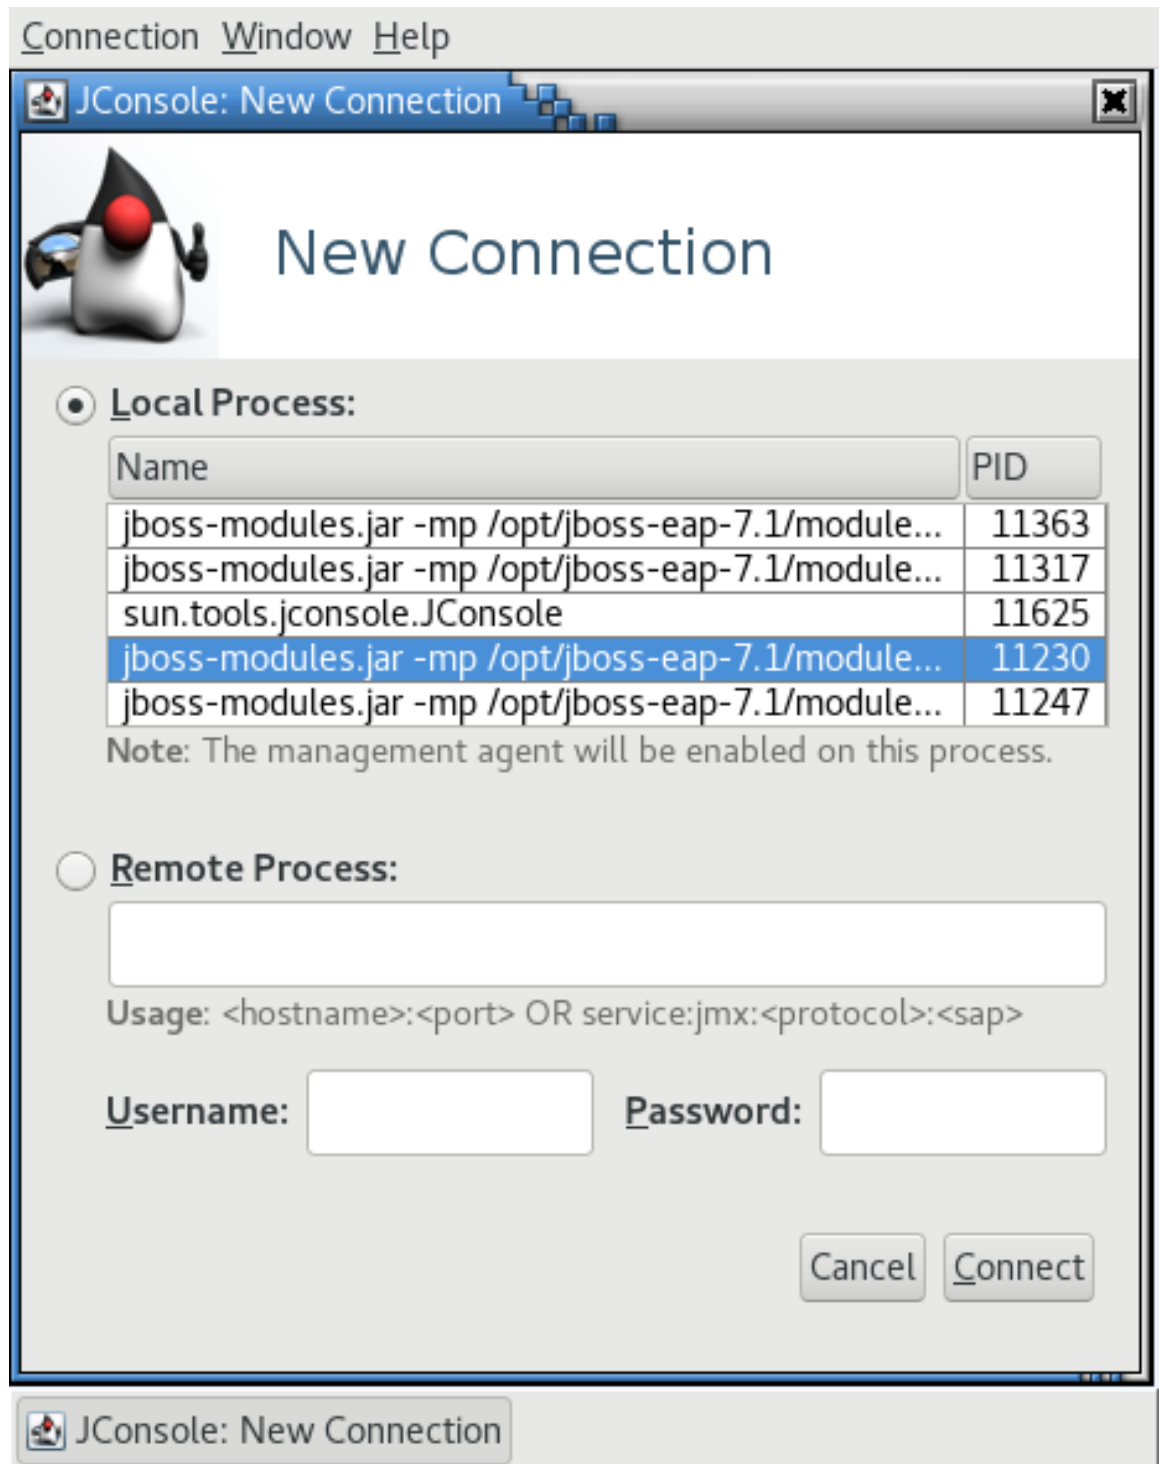 Connection Window Help
JConsole: New Connection
New Connection
Local Process:
Name PID
jboss-modules.jar -mp /opt/jboss-eap-7.1/module... 11363
jboss-modules.jar -mp /opt/jboss-eap-7.1/module... 11317
sun.tools.jconsole.JConsole 11625
jboss-modules.jar -mp /opt/jboss-eap-7.1/module... 11230
jboss-modules.jar -mp /opt/jboss-eap-7.1/module... 11247
Note: The management agent will be enabled on this process.
Remote Process:
Usage: <hostname>:<port> OR service:jmx:<protocol>:<sap>
Username: Password:
Cancel Connect
JConsole: New Connection